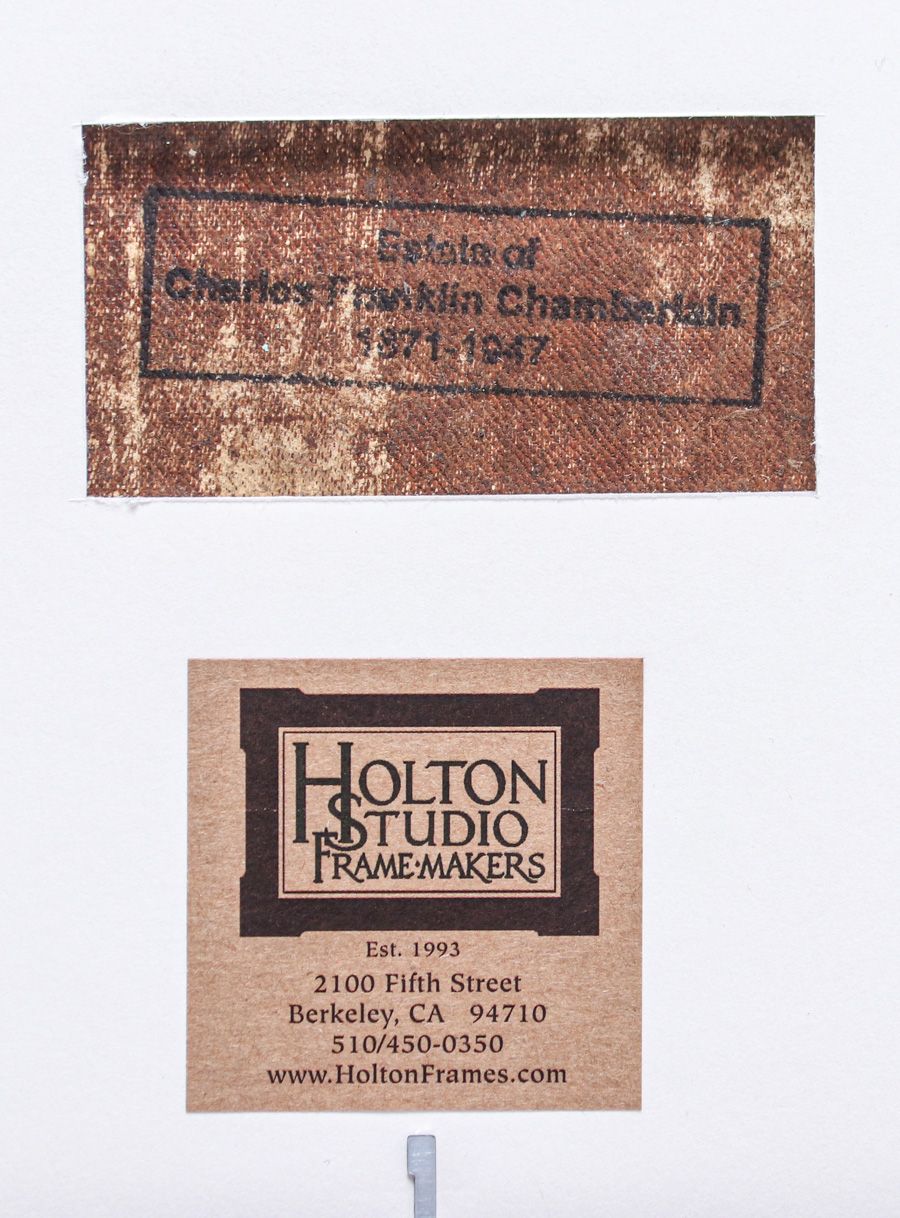 Estate of
Charles Franklin Chamberlain
1871-1947
HOLTON
STUDIO
FRAME·MAKERS
Est. 1993
2100 Fifth Street
Berkeley, CA 94710
510/450-0350
www.HoltonFrames.com